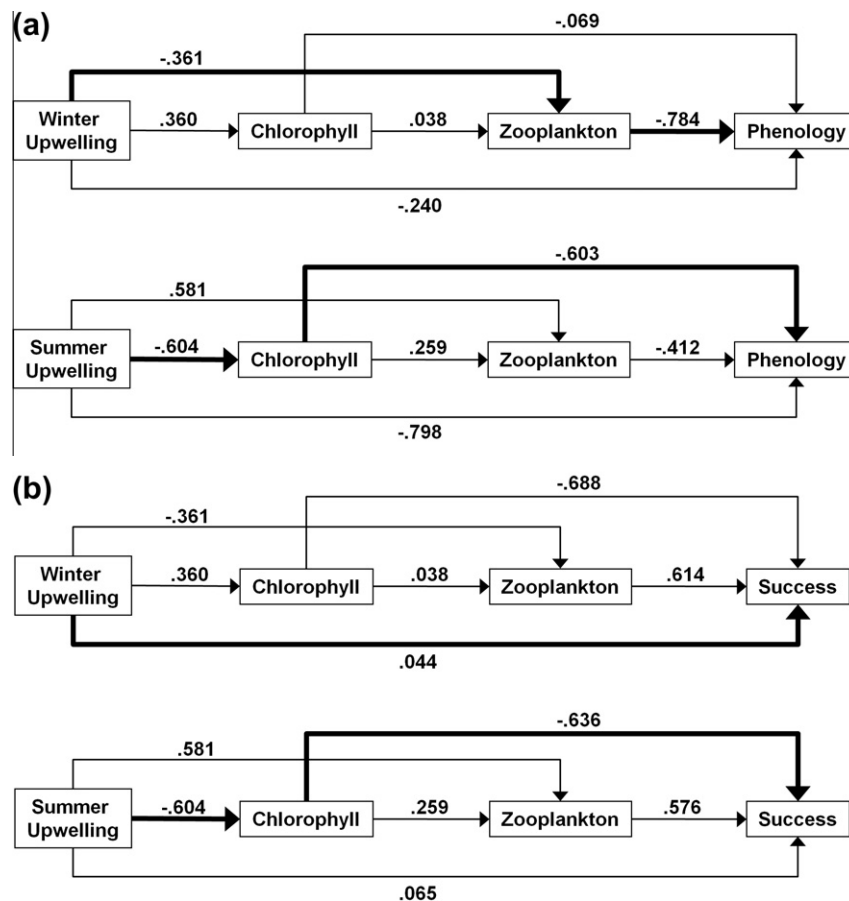 (a)
-.069
-.361
Winter
Upwelling
.360
Chlorophyll
.038
Zooplankton
-.784
Phenology
-.240
-.603
.581
Summer
Upwelling
-.604
Chlorophyll
.259
Zooplankton
-.412
Phenology
-.798
(b)
-.688
-.361
Winter
Upwelling
.360
Chlorophyll
.038
Zooplankton
.614
Success
.044
-.636
.581
Summer
Upwelling
-.604
Chlorophyll
.259
Zooplankton
.576
Success
.065